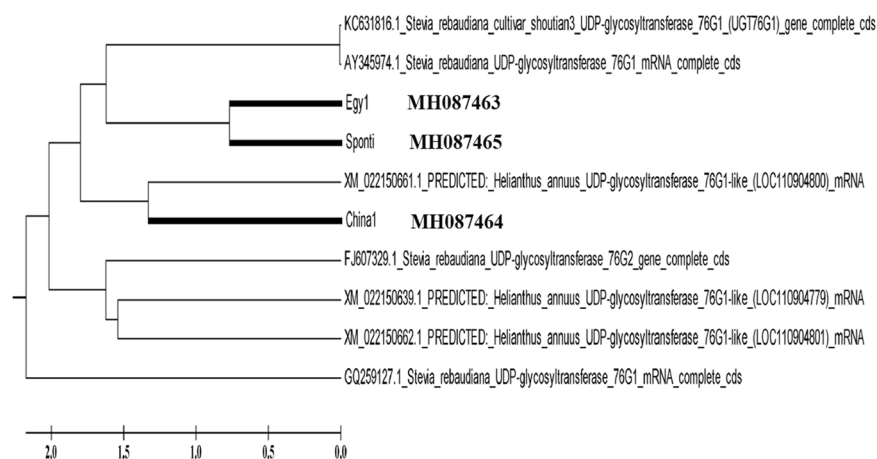 KC631816.1_Stevia_rebaudiana_cultivar_shoutian3_UDP-glycosyltransferase_76G1_(UGT76G1)_gene_complete_cds
AY345974.1_Stevia_rebaudiana_UDP-glycosyltransferase_76G1_mRNA_complete_cds
Egy1 MH087463
Sponti MH087465
XM_022150661.1_PREDICTED:_Helianthus_annuus_UDP-glycosyltransferase_76G1-like_(LOC110904800)_mRNA
China1 MH087464
FJ607329.1_Stevia_rebaudiana_UDP-glycosyltransferase_76G2_gene_complete_cds
XM_022150639.1_PREDICTED:_Helianthus_annuus_UDP-glycosyltransferase_76G1-like_(LOC110904779)_mRNA
XM_022150662.1_PREDICTED:_Helianthus_annuus_UDP-glycosyltransferase_76G1-like_(LOC110904801)_mRNA
GQ259127.1_Stevia_rebaudiana_UDP-glycosyltransferase_76G1_mRNA_complete_cds
2.0 1.5 1.0 0.5 0.0